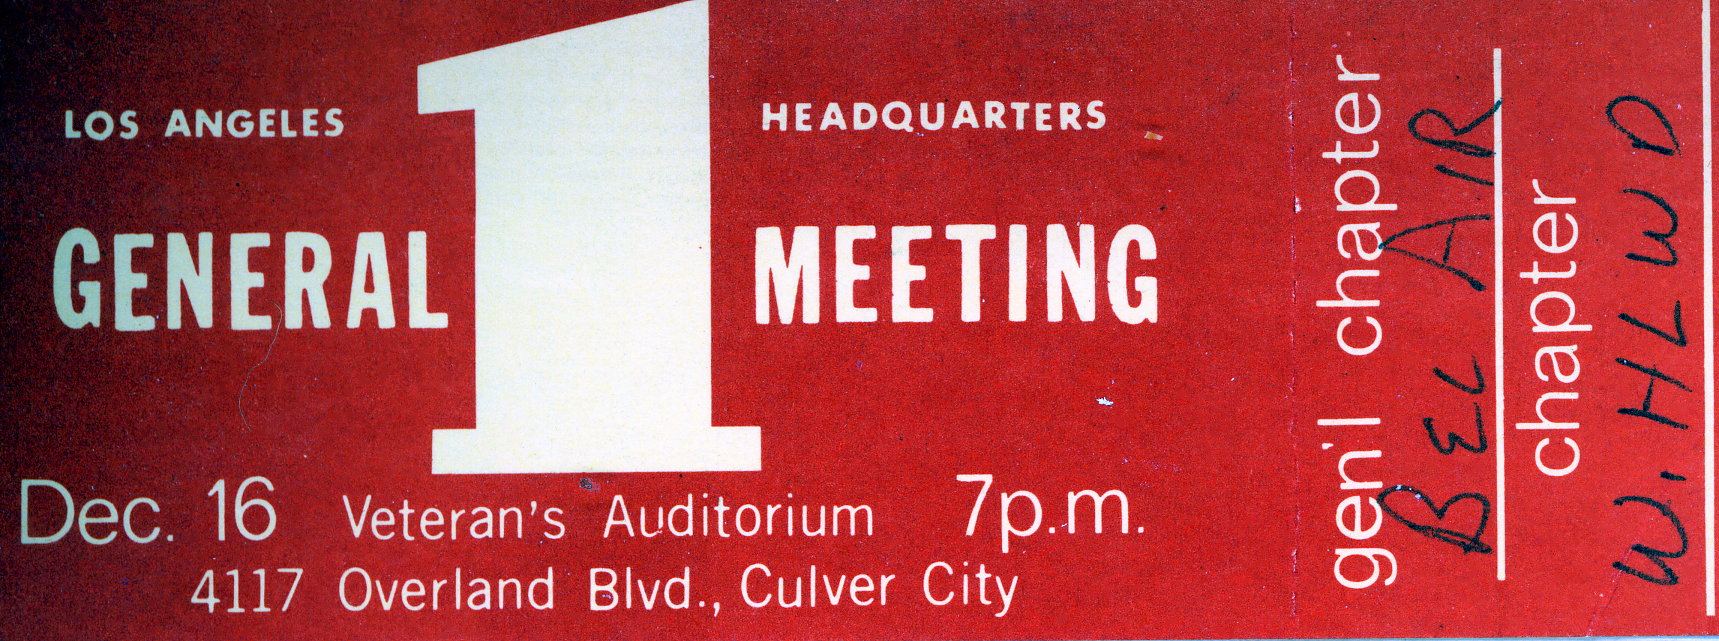 LOS ANGELES 1 HEADQUARTERS
GENERAL MEETING
Dec. 16 Veteran's Auditorium 7p.m.
4117 Overland Blvd., Culver City
gen'l chapter
BEL AIR
chapter
W. HLWD